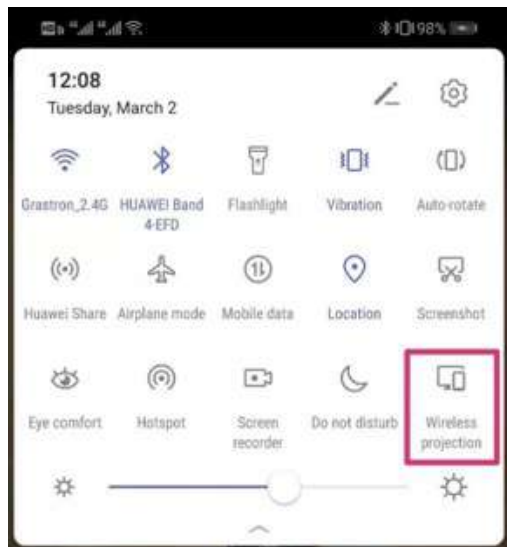 98%
12:08
Tuesday, March 2
Grastron_2.4G HUAWEI Band Flashlight Vibration Auto-rotate
4-EFD
Huawei Share Airplane mode Mobile data Location Screenshot
Eye comfort Hotspot Screen Do not disturb Wireless
recorder projection